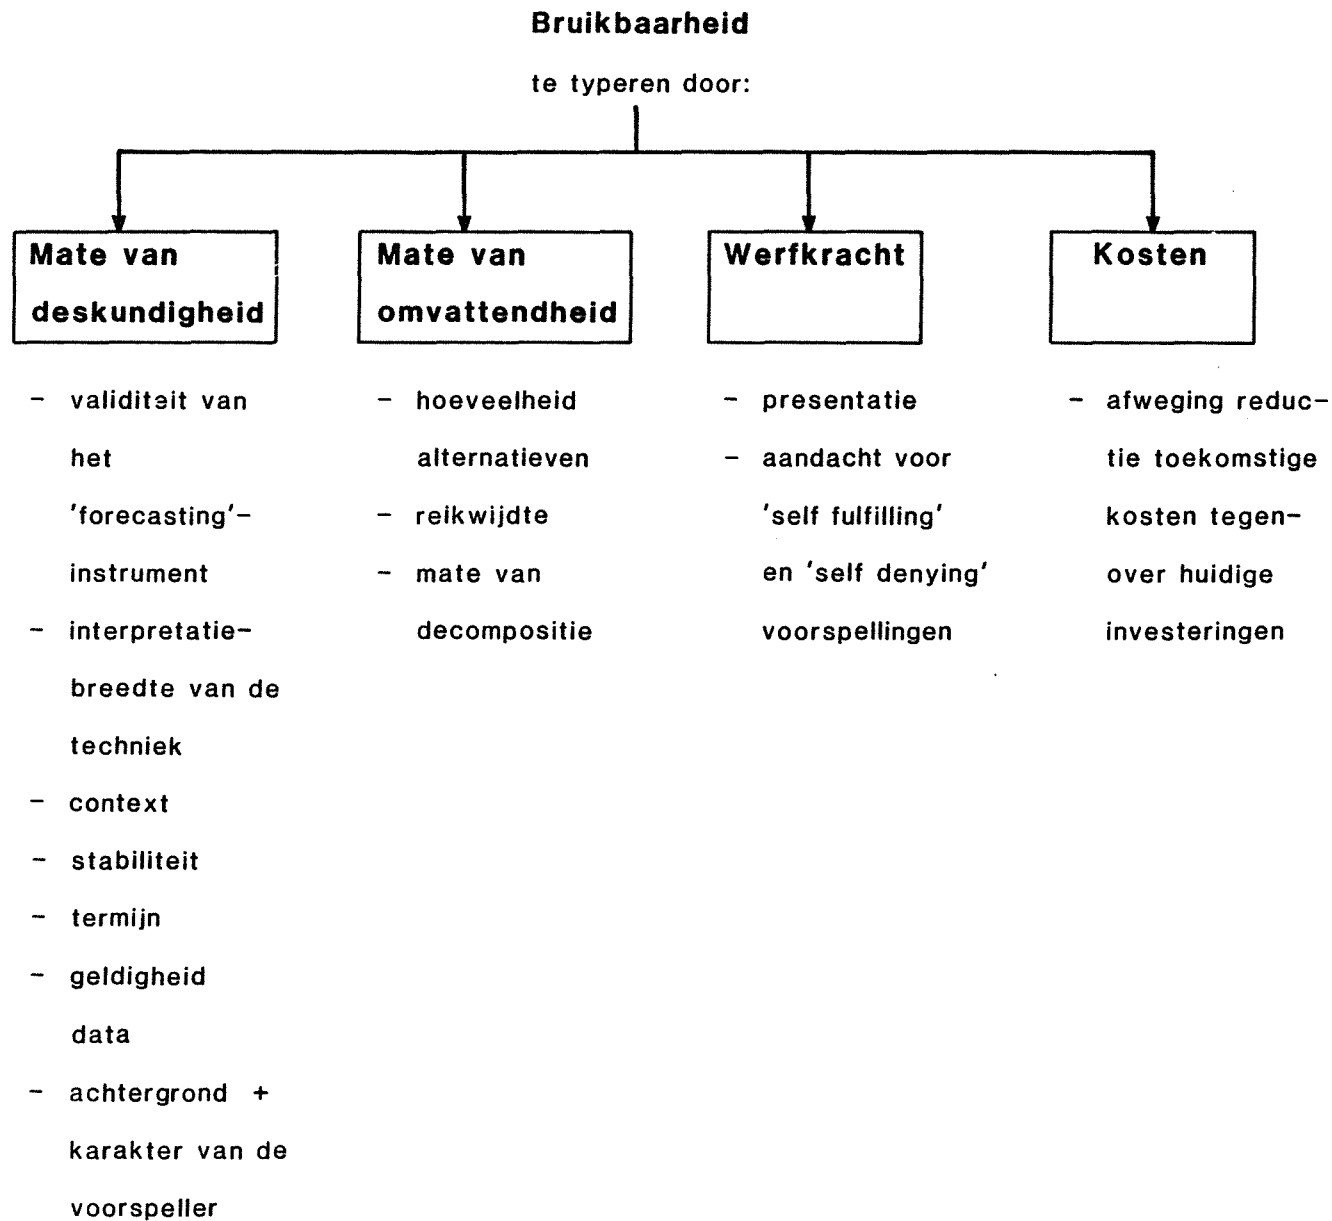 Bruikbaarheid
te typeren door:
Mate van
deskundigheid
- validiteit van
het
'forecasting'-
instrument
- interpretatie-
breedte van de
techniek
- context
- stabiliteit
- termijn
- geldigheid
data
- achtergrond +
karakter van de
voorspeller
Mate van
omvattendheid
- hoeveelheid
alternatieven
- reikwijdte
- mate van
decompositie
Werfkracht
- presentatie
- aandacht voor
'self fulfilling'
en 'self denying'
voorspellingen
Kosten
- afweging reduc-
tie toekomstige
kosten tegen-
over huidige
investeringen